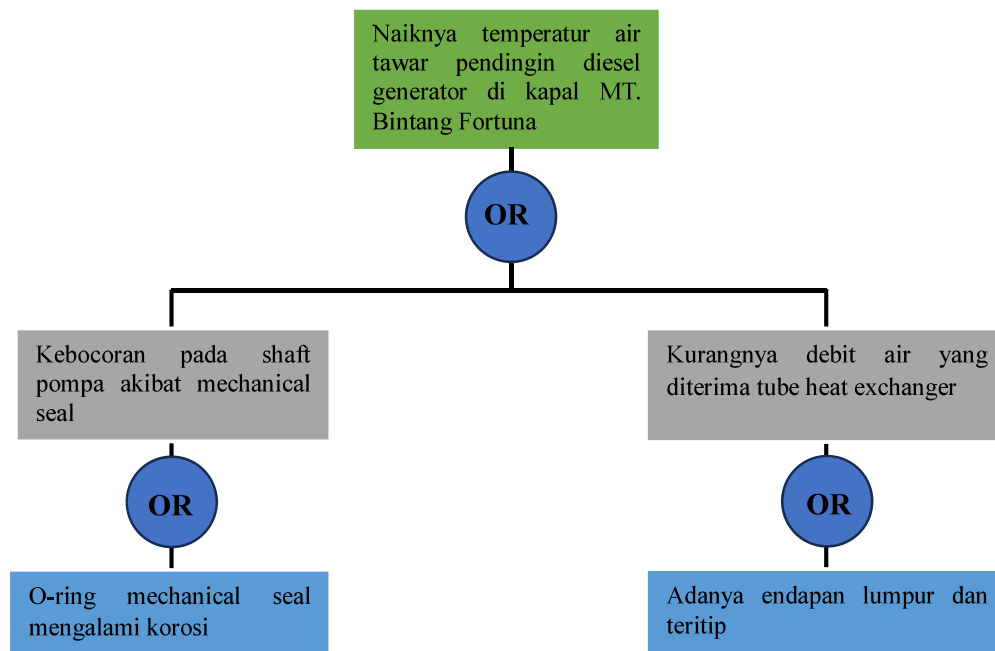 Naiknya temperatur air
tawar pendingin diesel
generator di kapal MT.
Bintang Fortuna
OR
Kebocoran pada shaft
pompa akibat mechanical
seal
Kurangnya debit air yang
diterima tube heat exchanger
OR
OR
O-ring mechanical seal
mengalami korosi
Adanya endapan lumpur dan
teritip